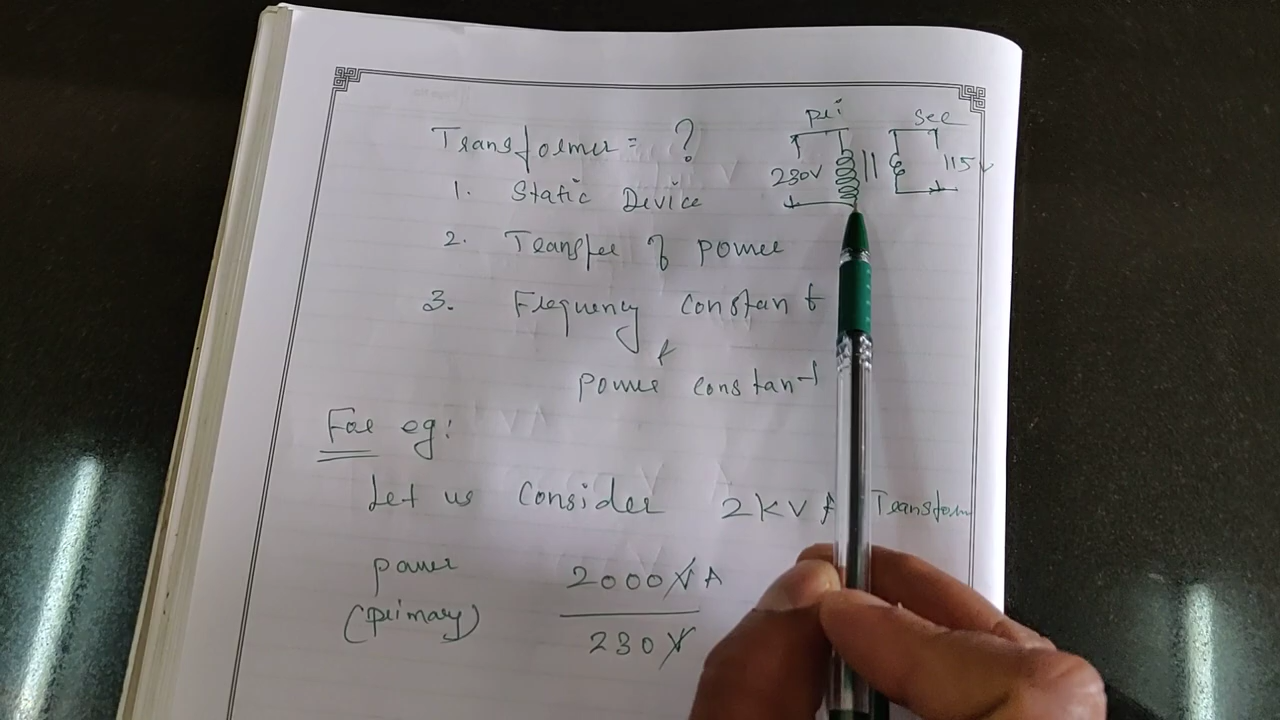 Transformer = ?
pri
sec
230V
115V
1. Static Device
2. Transfer of power
3. Frequency constant
&
power constant
For eg:
Let us Consider 2KVA Transform
power
(primary)
2000VA
230V